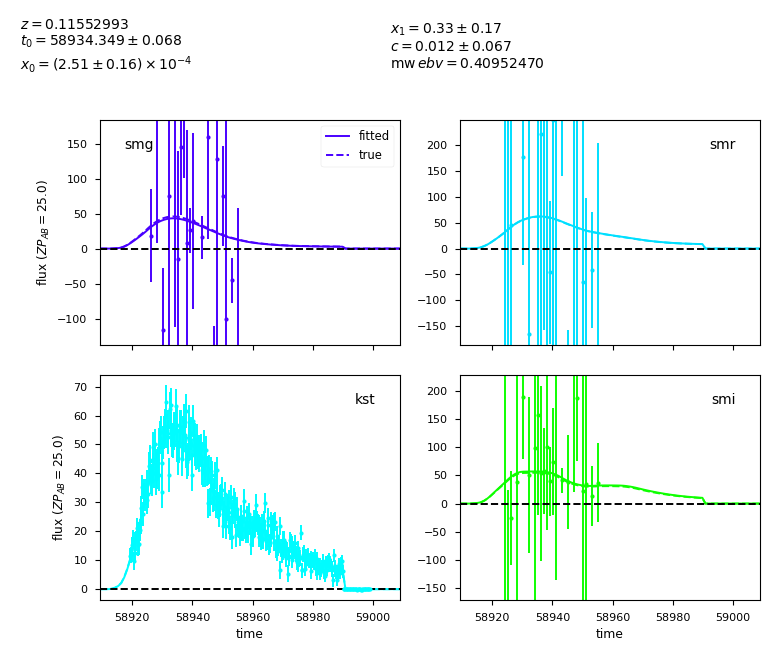 z = 0.11552993
t₀ = 58934.349 ± 0.068
x₀ = (2.51 ± 0.16) × 10⁻⁴
x₁ = 0.33 ± 0.17
c = 0.012 ± 0.067
mw ebv = 0.40952470
smg
fitted
true
150
100
50
0
−50
−100
flux (ZP_AB = 25.0)
smr
200
150
100
50
0
−50
−100
−150
kst
70
60
50
40
30
20
10
0
flux (ZP_AB = 25.0)
58920 58940 58960 58980 59000
time
smi
200
150
100
50
0
−50
−100
−150
58920 58940 58960 58980 59000
time